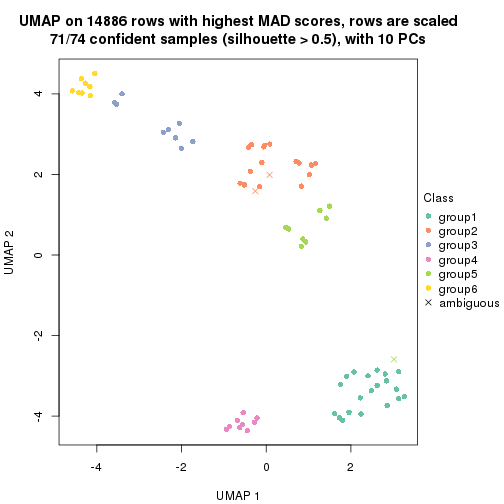 UMAP on 14886 rows with highest MAD scores, rows are scaled
71/74 confident samples (silhouette > 0.5), with 10 PCs
4
2
0
-2
-4
UMAP 2
-4
-2
0
2
UMAP 1
Class
group1
group2
group3
group4
group5
group6
ambiguous